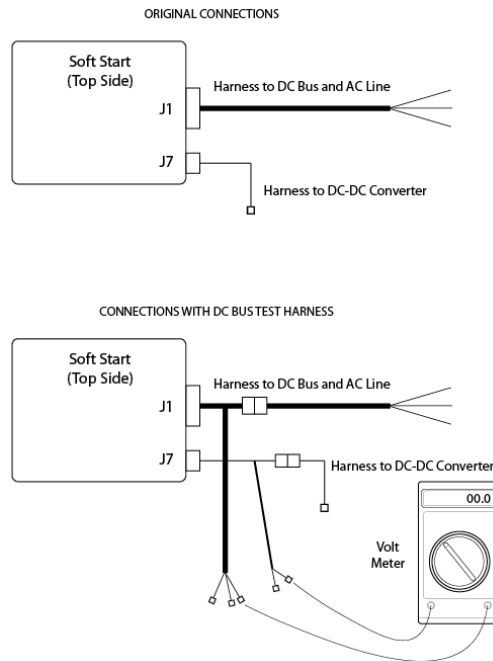 ORIGINAL CONNECTIONS
Soft Start
(Top Side)
Harness to DC Bus and AC Line
J1
J7
Harness to DC-DC Converter
CONNECTIONS WITH DC BUS TEST HARNESS
Soft Start
(Top Side)
Harness to DC Bus and AC Line
J1
J7
Harness to DC-DC Converter
00.0
Volt
Meter